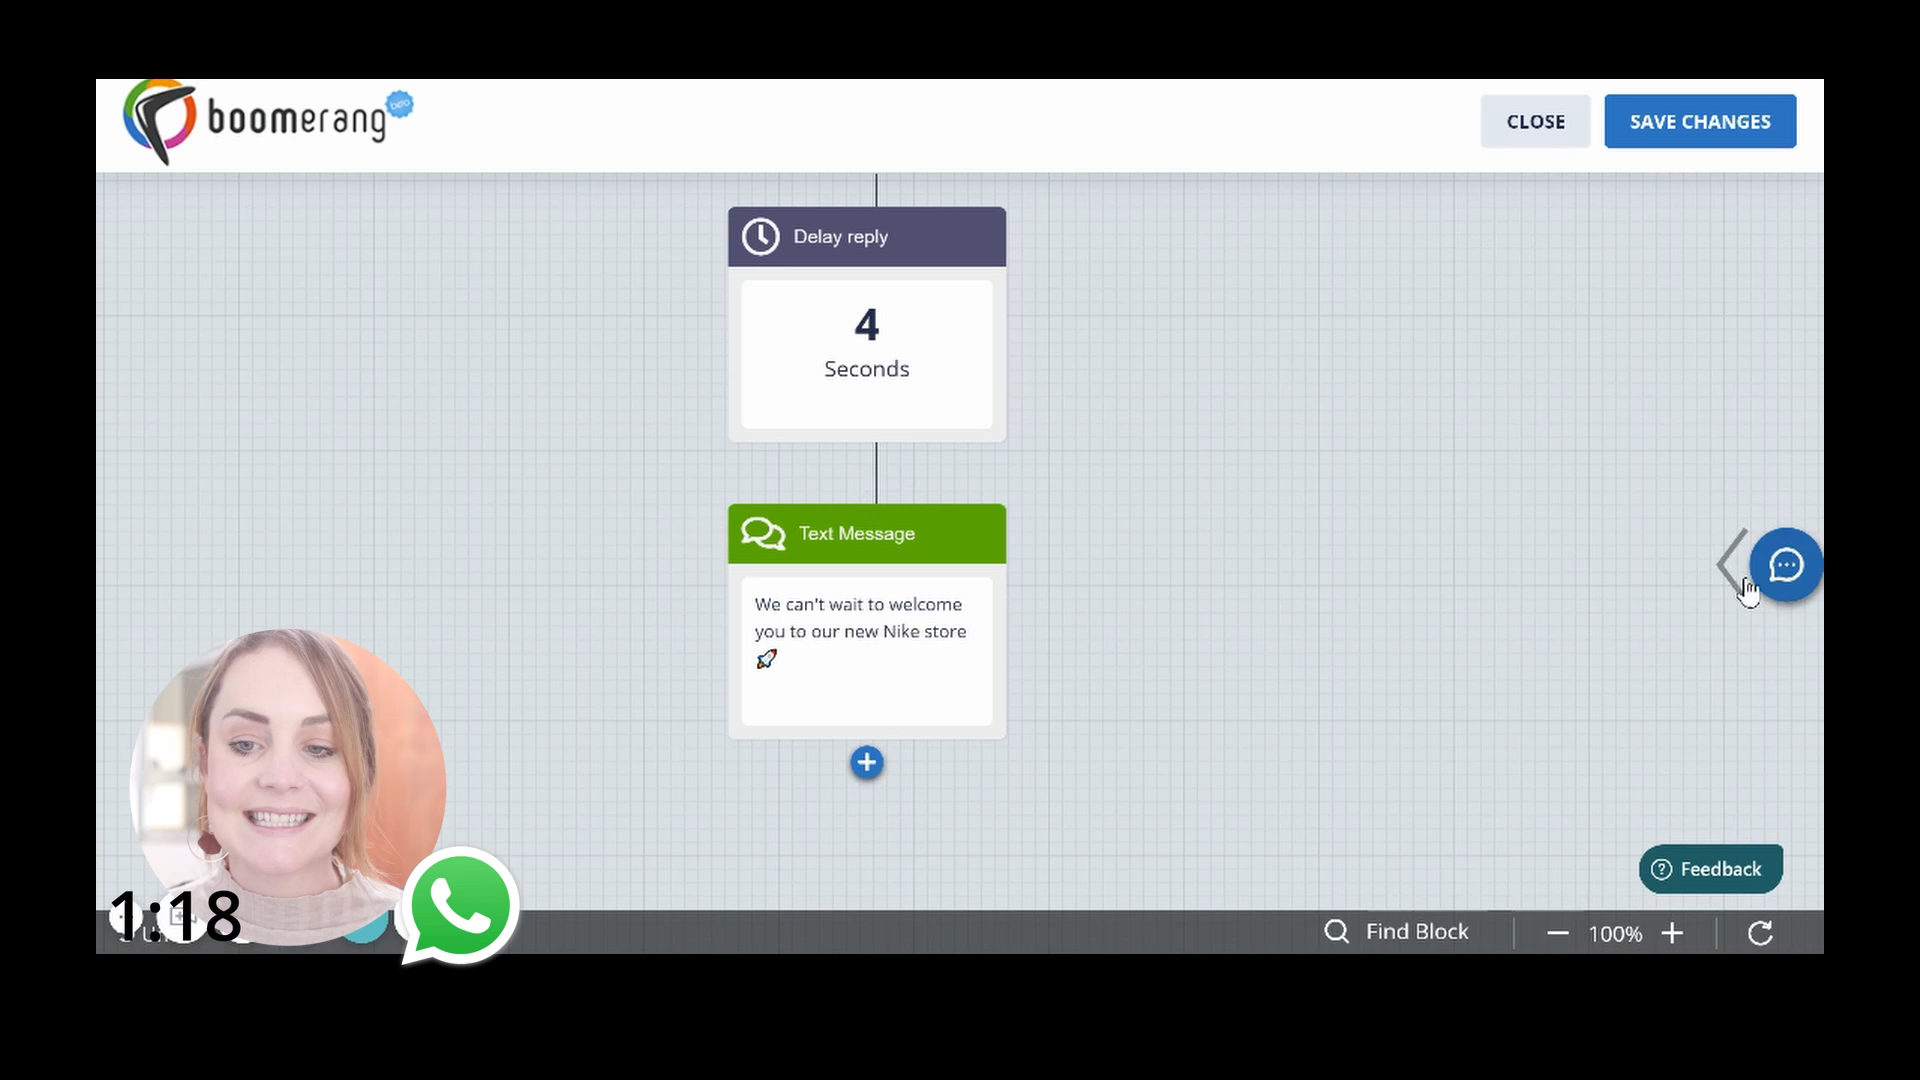 boomerang
beta
CLOSE
SAVE CHANGES
Delay reply
4
Seconds
Text Message
We can't wait to welcome
you to our new Nike store
Feedback
1:18
Find Block
100%